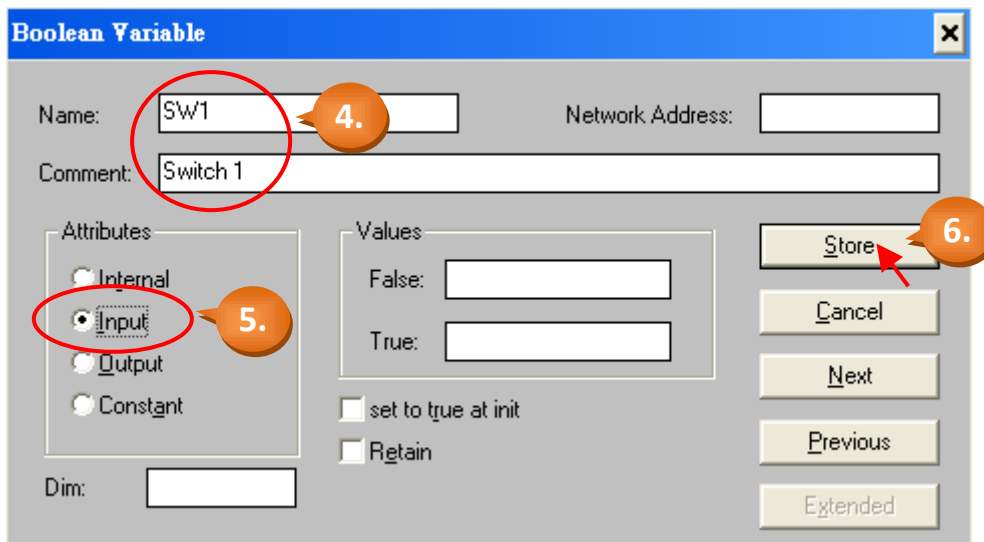 Boolean Variable
Name: SW1 4. Network Address:
Comment: Switch 1
Attributes
Internal
Input 5.
Output
Constant
Dim:
Values
False:
True:
set to true at init
Retain
Store 6.
Cancel
Next
Previous
Extended